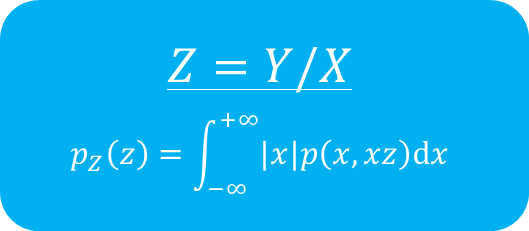 Z = Y/X
p_Z(z) = ∫_{−∞}^{+∞} |x|p(x, xz)dx